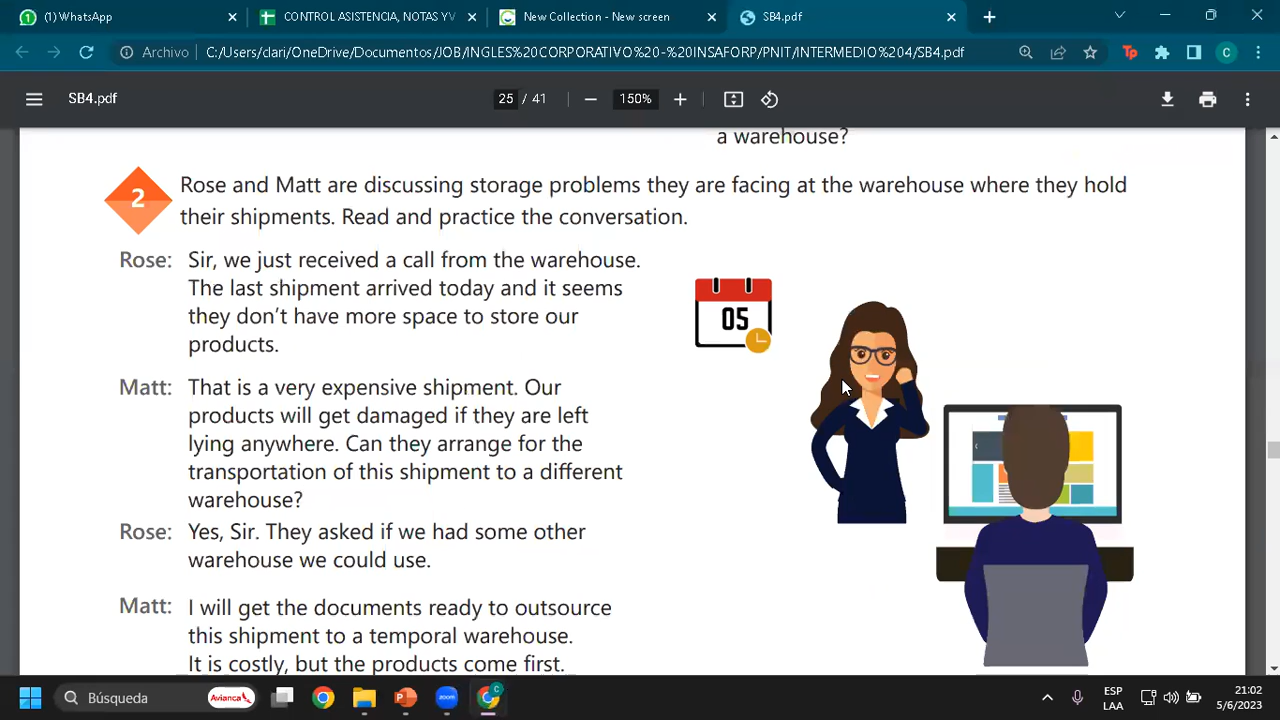 (1) WhatsApp
CONTROL ASISTENCIA, NOTAS YV
New Collection - New screen
SB4.pdf
Archivo
C:/Users/clari/OneDrive/Documentos/JOB/INGLES%20CORPORATIVO%20-%20INSAFORP/PNIT/INTERMEDIO%204/SB4.pdf
C
SB4.pdf
25 / 41
150%
a warehouse?
2
Rose and Matt are discussing storage problems they are facing at the warehouse where they hold
their shipments. Read and practice the conversation.
Rose: Sir, we just received a call from the warehouse.
The last shipment arrived today and it seems
they don't have more space to store our
products.
05
Matt: That is a very expensive shipment. Our
products will get damaged if they are left
lying anywhere. Can they arrange for the
transportation of this shipment to a different
warehouse?
Rose: Yes, Sir. They asked if we had some other
warehouse we could use.
Matt: I will get the documents ready to outsource
this shipment to a temporal warehouse.
It is costly, but the products come first.
Búsqueda
Avianca
ESP
LAA
21:02
5/6/2023